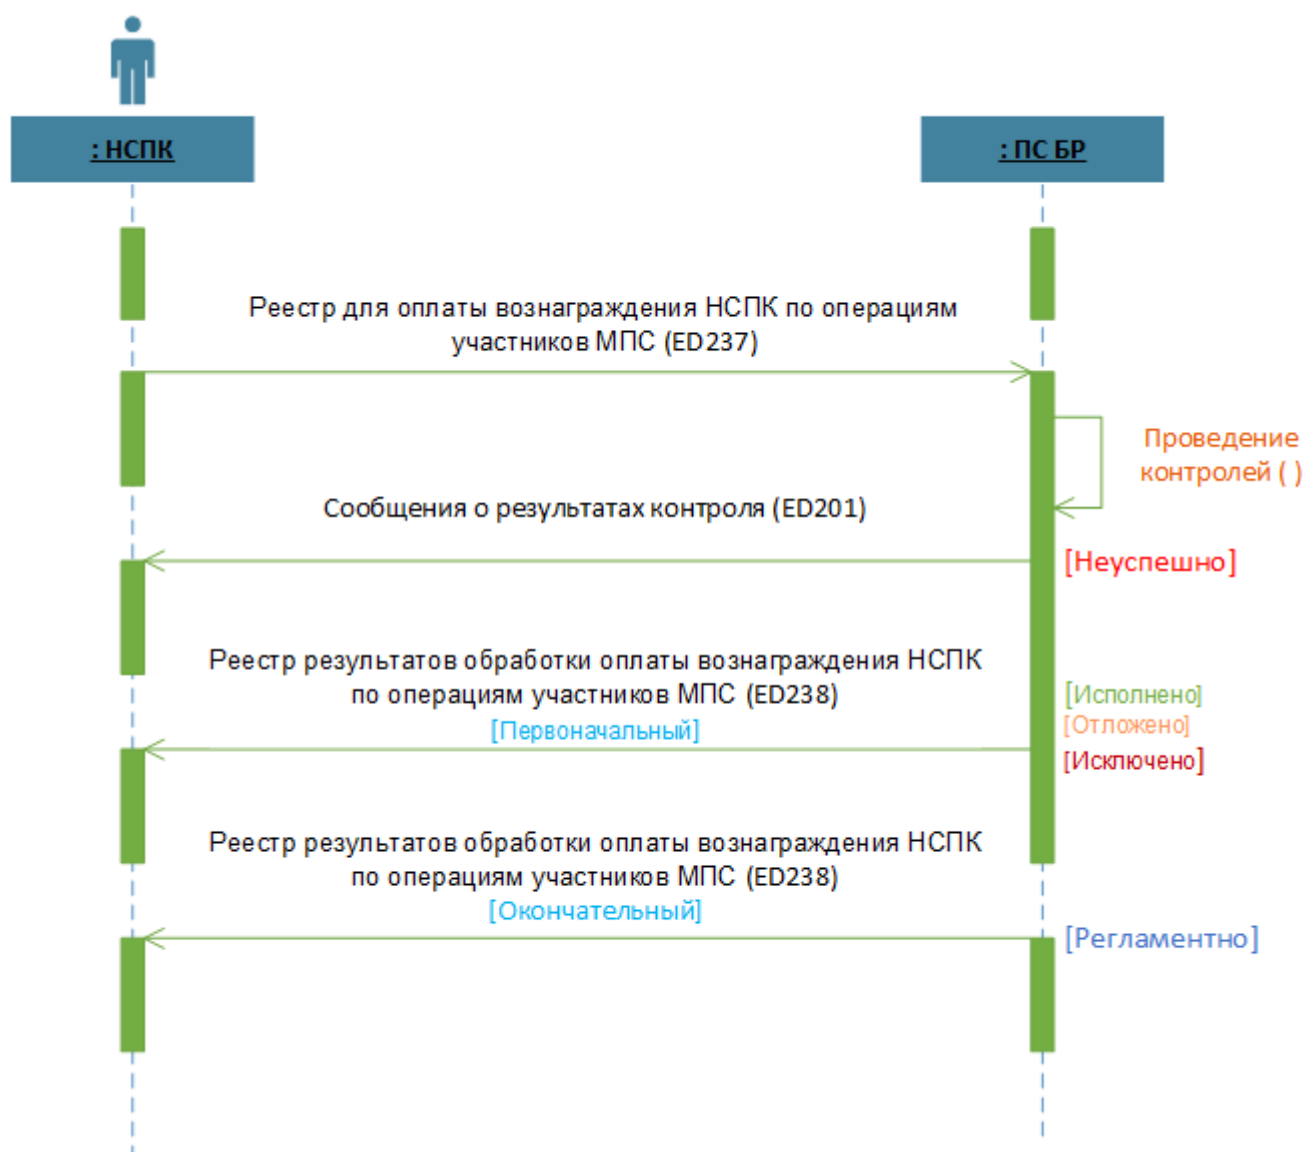 : НСПК
: ПС БР
Реестр для оплаты вознаграждения НСПК по операциям
участников МПС (ED237)
Проведение
контролей ( )
Сообщения о результатах контроля (ED201)
[Неуспешно]
Реестр результатов обработки оплаты вознаграждения НСПК
по операциям участников МПС (ED238)
[Первоначальный]
[Исполнено]
[Отложено]
[Исключено]
Реестр результатов обработки оплаты вознаграждения НСПК
по операциям участников МПС (ED238)
[Окончательный]
[Регламентно]